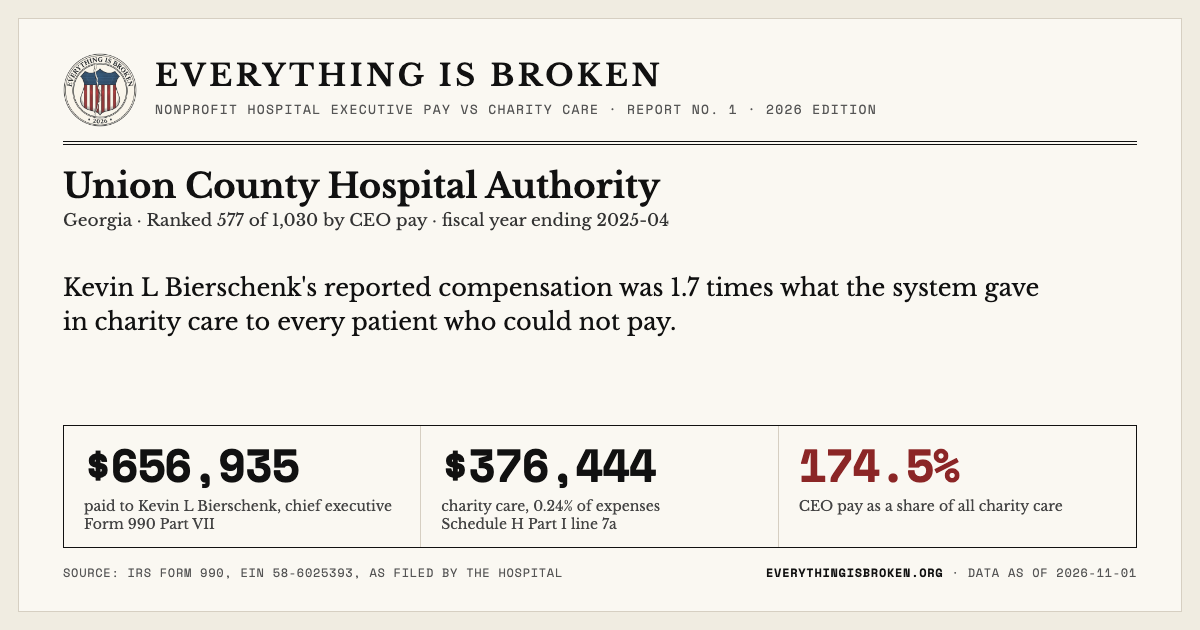 EVERYTHING IS BROKEN
2026
EVERYTHING IS BROKEN
NONPROFIT HOSPITAL EXECUTIVE PAY VS CHARITY CARE · REPORT NO. 1 · 2026 EDITION
Union County Hospital Authority
Georgia · Ranked 577 of 1,030 by CEO pay · fiscal year ending 2025-04
Kevin L Bierschenk's reported compensation was 1.7 times what the system gave
in charity care to every patient who could not pay.
$656,935
paid to Kevin L Bierschenk, chief executive
Form 990 Part VII
$376,444
charity care, 0.24% of expenses
Schedule H Part I line 7a
174.5%
CEO pay as a share of all charity care
SOURCE: IRS FORM 990, EIN 58-6025393, AS FILED BY THE HOSPITAL
EVERYTHINGISBROKEN.ORG · DATA AS OF 2026-11-01